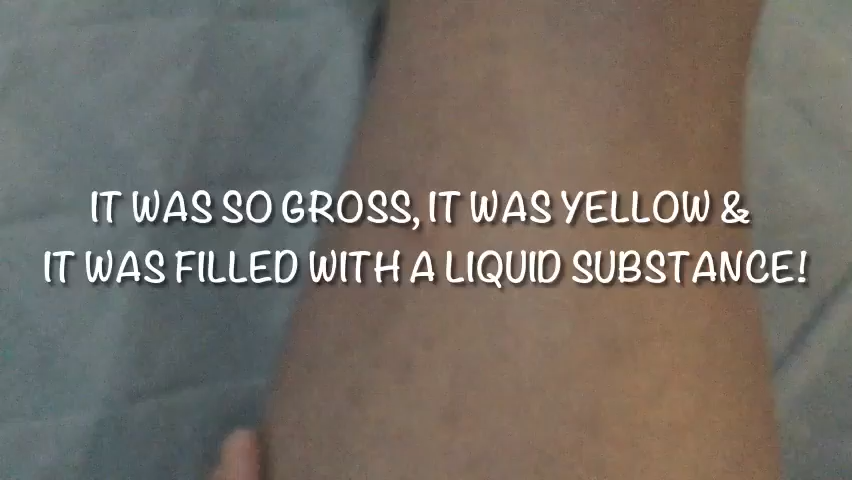 IT WAS SO GROSS, IT WAS YELLOW &
IT WAS FILLED WITH A LIQUID SUBSTANCE!